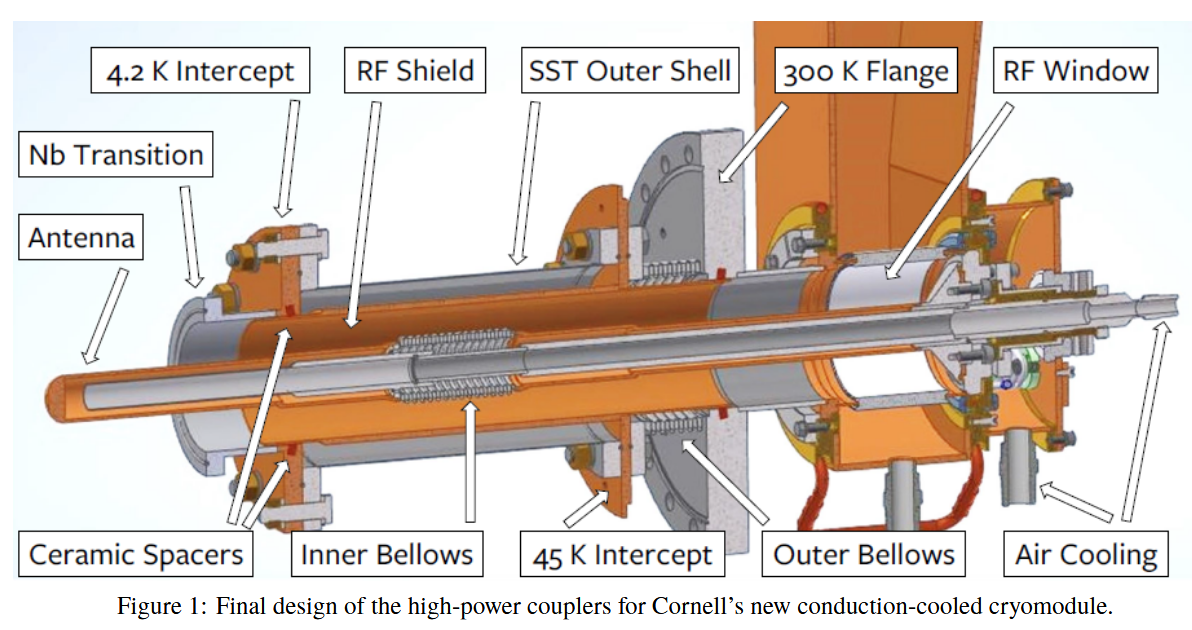 4.2 K Intercept
RF Shield
SST Outer Shell
300 K Flange
RF Window
Nb Transition
Antenna
Ceramic Spacers
Inner Bellows
45 K Intercept
Outer Bellows
Air Cooling
Figure 1: Final design of the high-power couplers for Cornell's new conduction-cooled cryomodule.